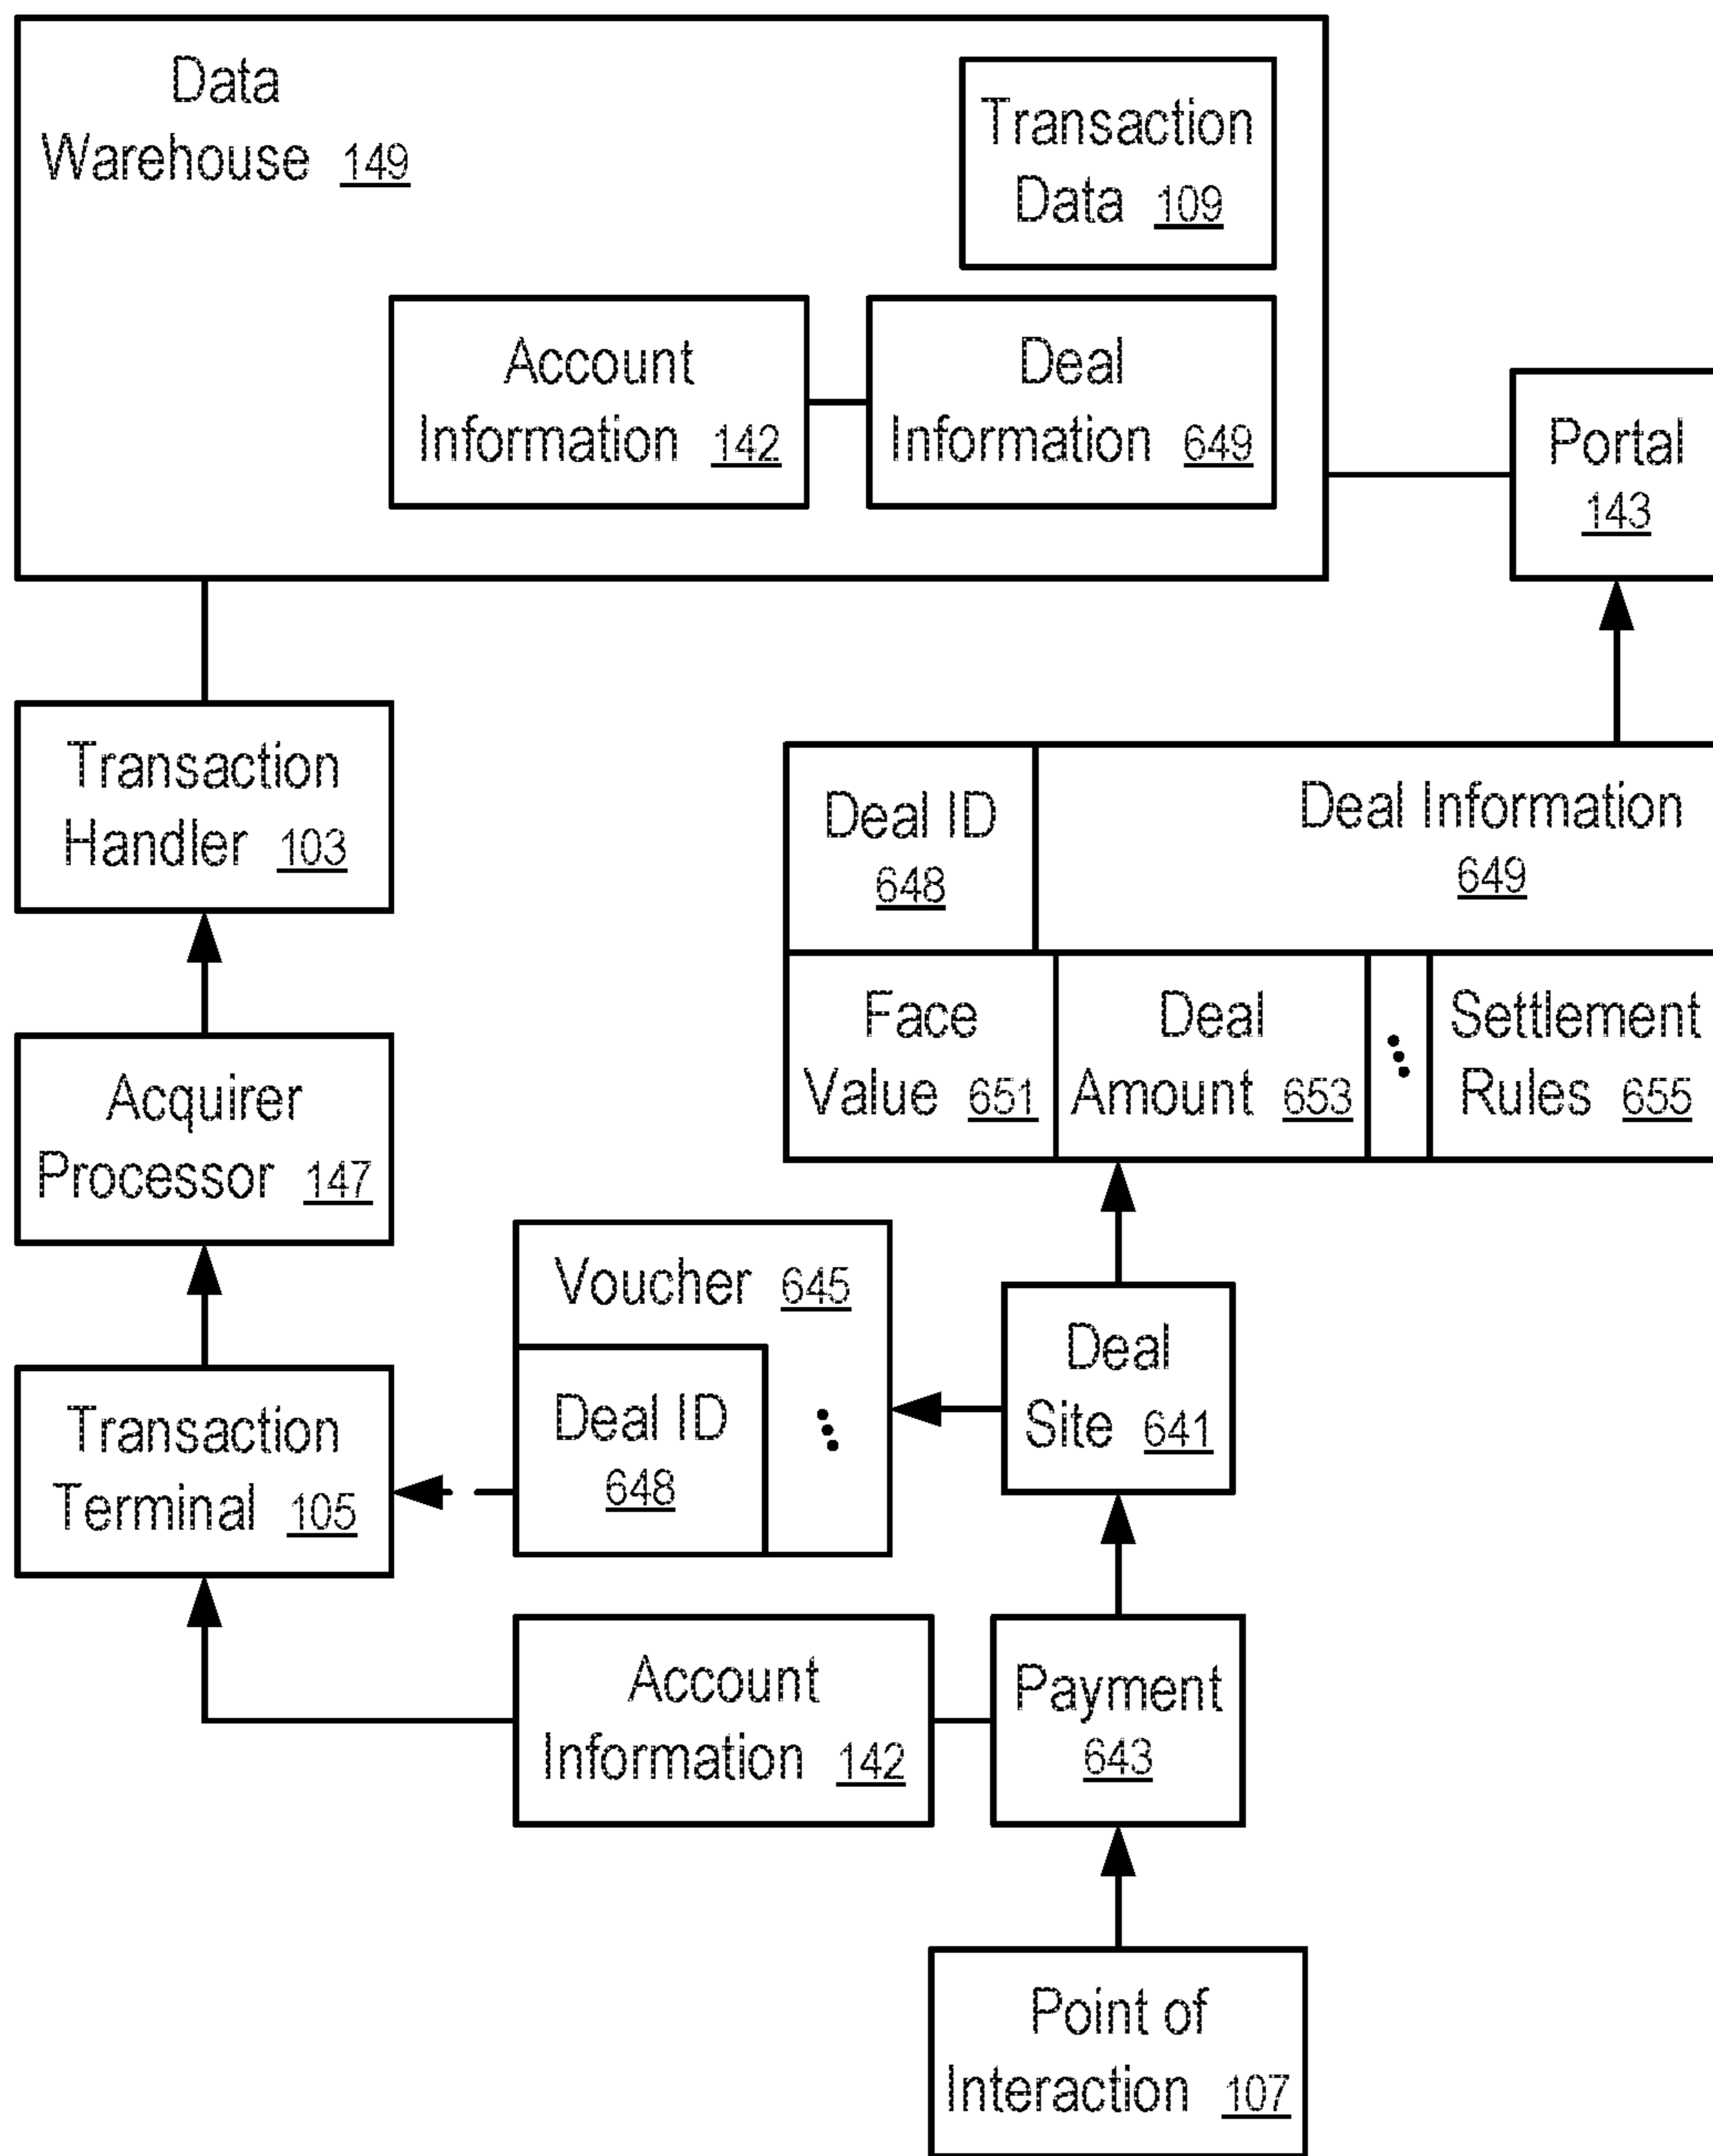 Data
Warehouse 149
Transaction
Data 109
Account
Information 142
Deal
Information 649
Portal
143
Transaction
Handler 103
Deal ID
648
Deal Information
649
Face
Value 651
Deal
Amount 653
Settlement
Rules 655
Acquirer
Processor 147
Voucher 645
Deal ID
648
Deal
Site 641
Transaction
Terminal 105
Account
Information 142
Payment
643
Point of
Interaction 107